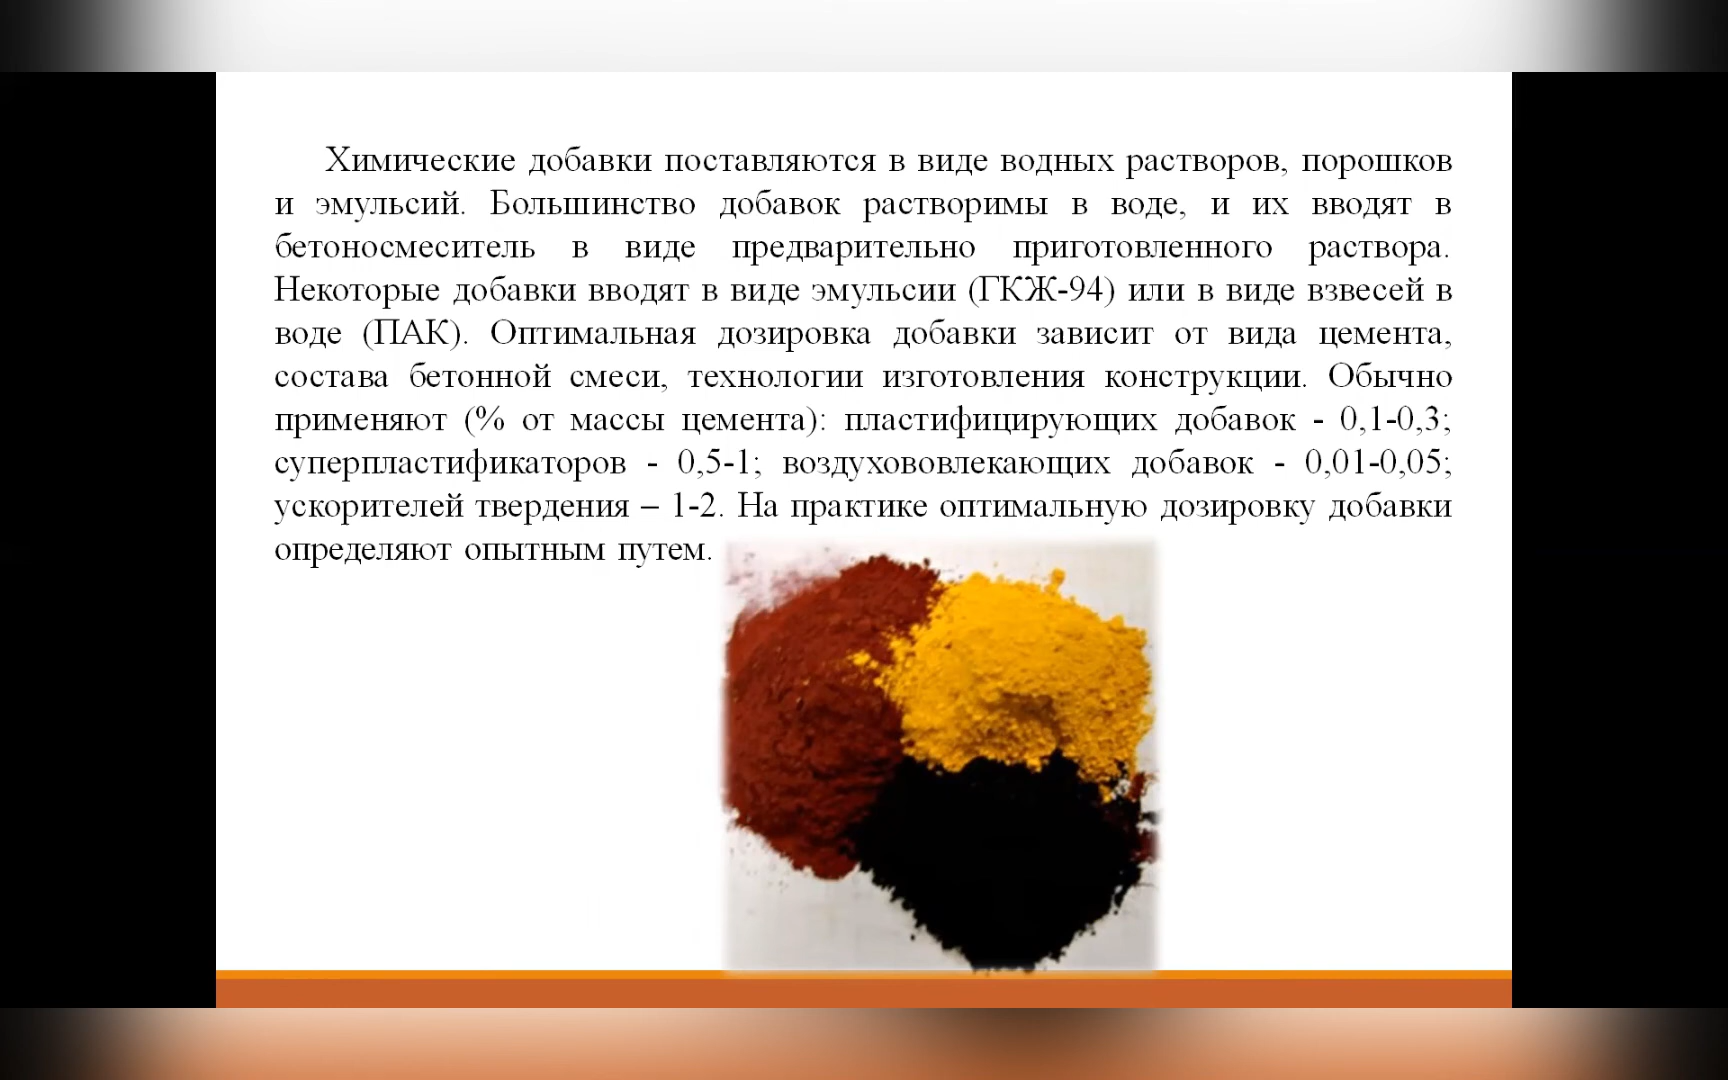 Химические добавки поставляются в виде водных растворов, порошков
и эмульсий. Большинство добавок растворимы в воде, и их вводят в
бетоносмеситель в виде предварительно приготовленного раствора.
Некоторые добавки вводят в виде эмульсии (ГКЖ-94) или в виде взвесей в
воде (ПАК). Оптимальная дозировка добавки зависит от вида цемента,
состава бетонной смеси, технологии изготовления конструкции. Обычно
применяют (% от массы цемента): пластифицирующих добавок - 0,1-0,3;
суперпластификаторов - 0,5-1; воздухововлекающих добавок - 0,01-0,05;
ускорителей твердения – 1-2. На практике оптимальную дозировку добавки
определяют опытным путем.